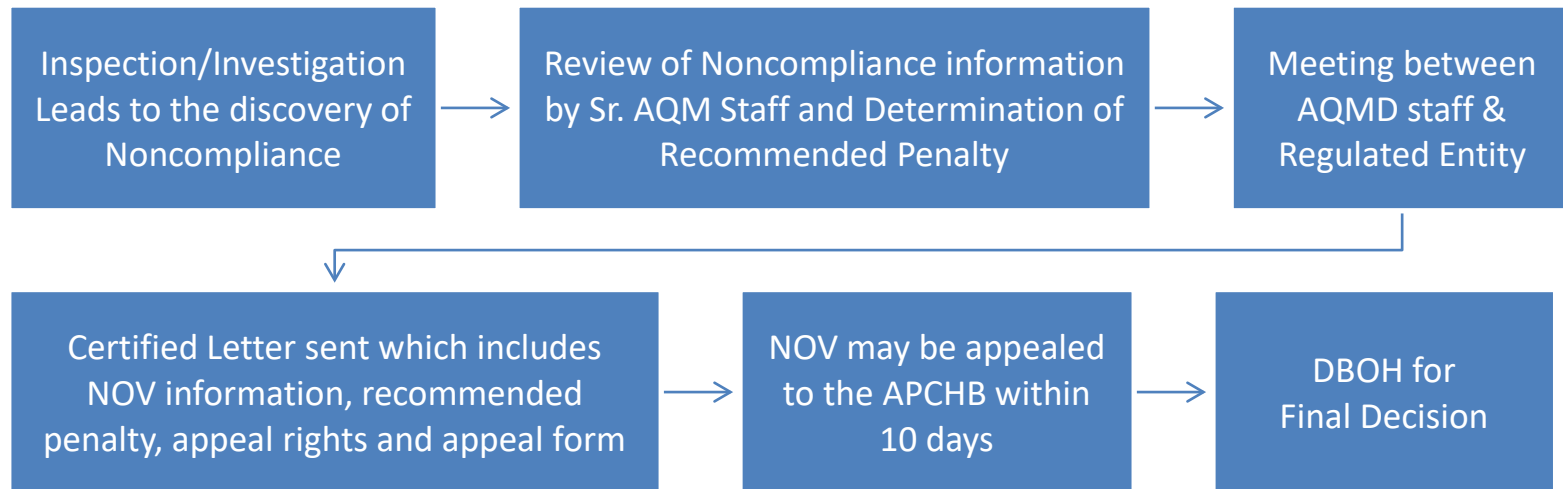 Inspection/Investigation
Leads to the discovery of
Noncompliance
Review of Noncompliance information
by Sr. AQM Staff and Determination of
Recommended Penalty
Meeting between
AQMD staff &
Regulated Entity
Certified Letter sent which includes
NOV information, recommended
penalty, appeal rights and appeal form
NOV may be appealed
to the APCHB within
10 days
DBOH for
Final Decision